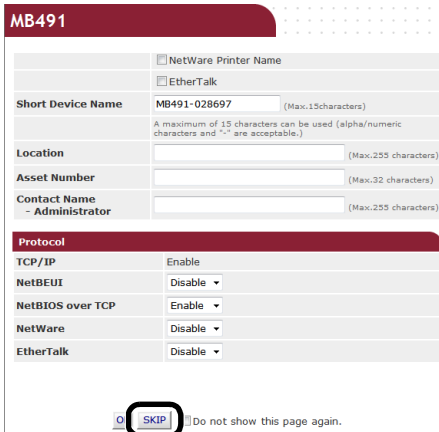 MB491
NetWare Printer Name
EtherTalk
Short Device Name MB491-028697 (Max.15characters)
A maximum of 15 characters can be used (alpha/numeric
characters and "-" are acceptable.)
Location (Max.255 characters)
Asset Number (Max.32 characters)
Contact Name
- Administrator (Max.255 characters)
Protocol
TCP/IP Enable
NetBEUI Disable
NetBIOS over TCP Enable
NetWare Disable
EtherTalk Disable
SKIP Do not show this page again.